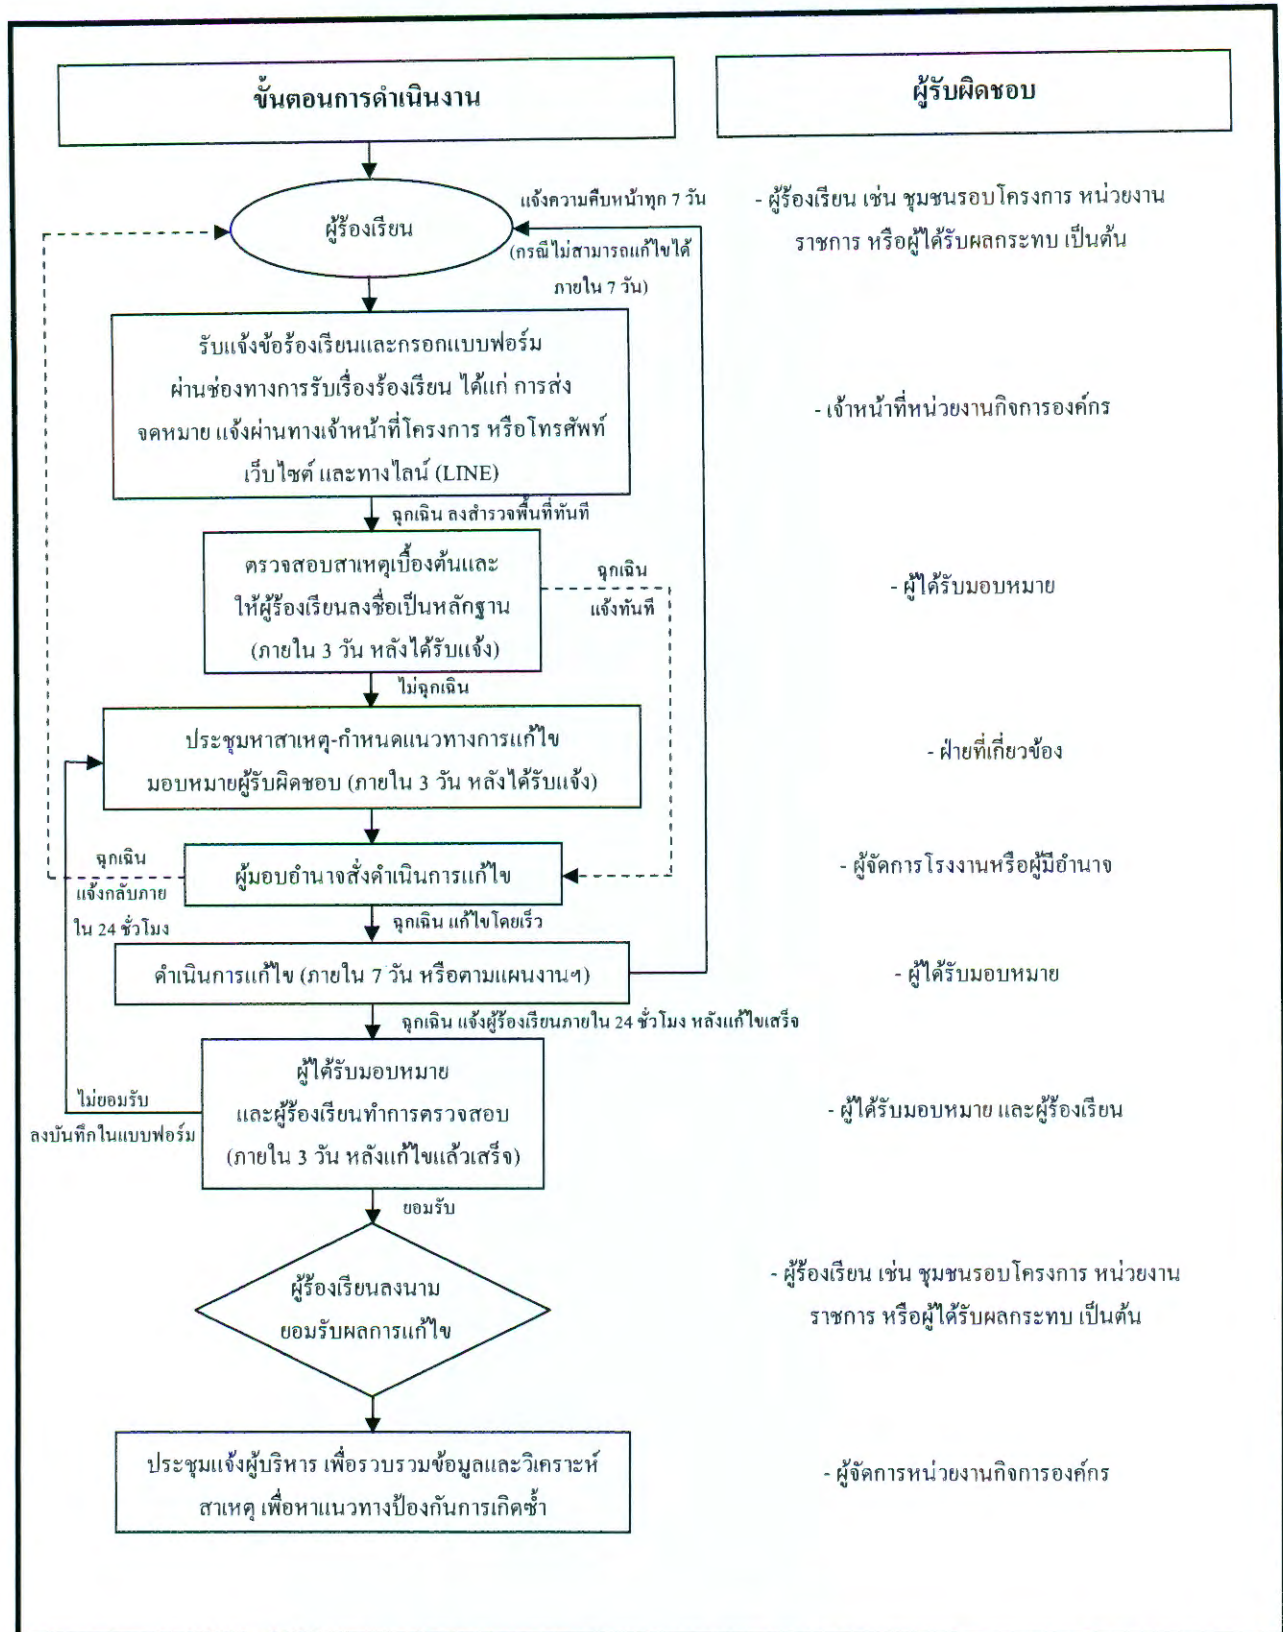 ขั้นตอนการดำเนินงาน
ผู้รับผิดชอบ
ผู้ร้องเรียน
แจ้งความคืบหน้าทุก 7 วัน
(กรณีไม่สามารถแก้ไขได้
ภายใน 7 วัน)
- ผู้ร้องเรียน เช่น ชุมชนรอบโครงการ หน่วยงาน
ราชการ หรือผู้ได้รับผลกระทบ เป็นต้น
รับแจ้งข้อร้องเรียนและกรอกแบบฟอร์ม
ผ่านช่องทางการรับเรื่องร้องเรียน ได้แก่ การส่ง
จดหมาย แจ้งผ่านทางเจ้าหน้าที่โครงการ หรือโทรศัพท์
เว็บไซต์ และทางไลน์ (LINE)
- เจ้าหน้าที่หน่วยงานกิจการองค์กร
ฉุกเฉิน ลงสำรวจพื้นที่ทันที
ตรวจสอบสาเหตุเบื้องต้นและ
ให้ผู้ร้องเรียนลงชื่อเป็นหลักฐาน
(ภายใน 3 วัน หลังได้รับแจ้ง)
ฉุกเฉิน
แจ้งทันที
- ผู้ได้รับมอบหมาย
ไม่ฉุกเฉิน
ประชุมหาสาเหตุ-กำหนดแนวทางการแก้ไข
มอบหมายผู้รับผิดชอบ (ภายใน 3 วัน หลังได้รับแจ้ง)
- ฝ่ายที่เกี่ยวข้อง
ฉุกเฉิน
แจ้งกลับภาย
ใน 24 ชั่วโมง
ผู้มอบอำนาจสั่งดำเนินการแก้ไข
- ผู้จัดการโรงงานหรือผู้มีอำนาจ
ฉุกเฉิน แก้ไขโดยเร็ว
ดำเนินการแก้ไข (ภายใน 7 วัน หรือตามแผนงานฯ)
- ผู้ได้รับมอบหมาย
ฉุกเฉิน แจ้งผู้ร้องเรียนภายใน 24 ชั่วโมง หลังแก้ไขเสร็จ
ผู้ได้รับมอบหมาย
และผู้ร้องเรียนทำการตรวจสอบ
(ภายใน 3 วัน หลังแก้ไขแล้วเสร็จ)
ไม่ยอมรับ
ลงบันทึกในแบบฟอร์ม
- ผู้ได้รับมอบหมาย และผู้ร้องเรียน
ยอมรับ
ผู้ร้องเรียนลงนาม
ยอมรับผลการแก้ไข
- ผู้ร้องเรียน เช่น ชุมชนรอบโครงการ หน่วยงาน
ราชการ หรือผู้ได้รับผลกระทบ เป็นต้น
ประชุมแจ้งผู้บริหาร เพื่อรวบรวมข้อมูลและวิเคราะห์
สาเหตุ เพื่อหาแนวทางป้องกันการเกิดซ้ำ
- ผู้จัดการหน่วยงานกิจการองค์กร